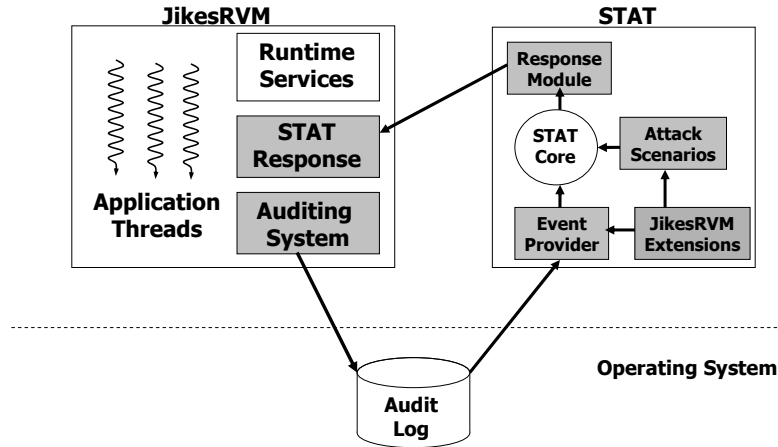 JikesRVM
Runtime
Services
STAT
Response
Auditing
System
Application
Threads
STAT
Response
Module
STAT
Core
Attack
Scenarios
Event
Provider
JikesRVM
Extensions
Operating System
Audit
Log